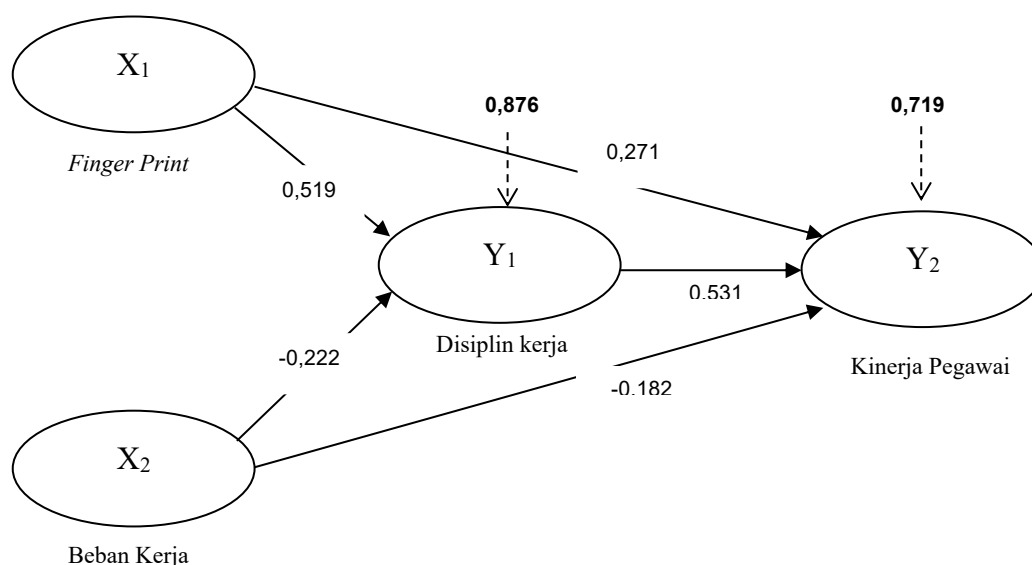 X1
Finger Print
0,876
0,719
0,271
0,519
Y1
Disiplin kerja
Y2
Kinerja Pegawai
0.531
-0,222
-0.182
X2
Beban Kerja